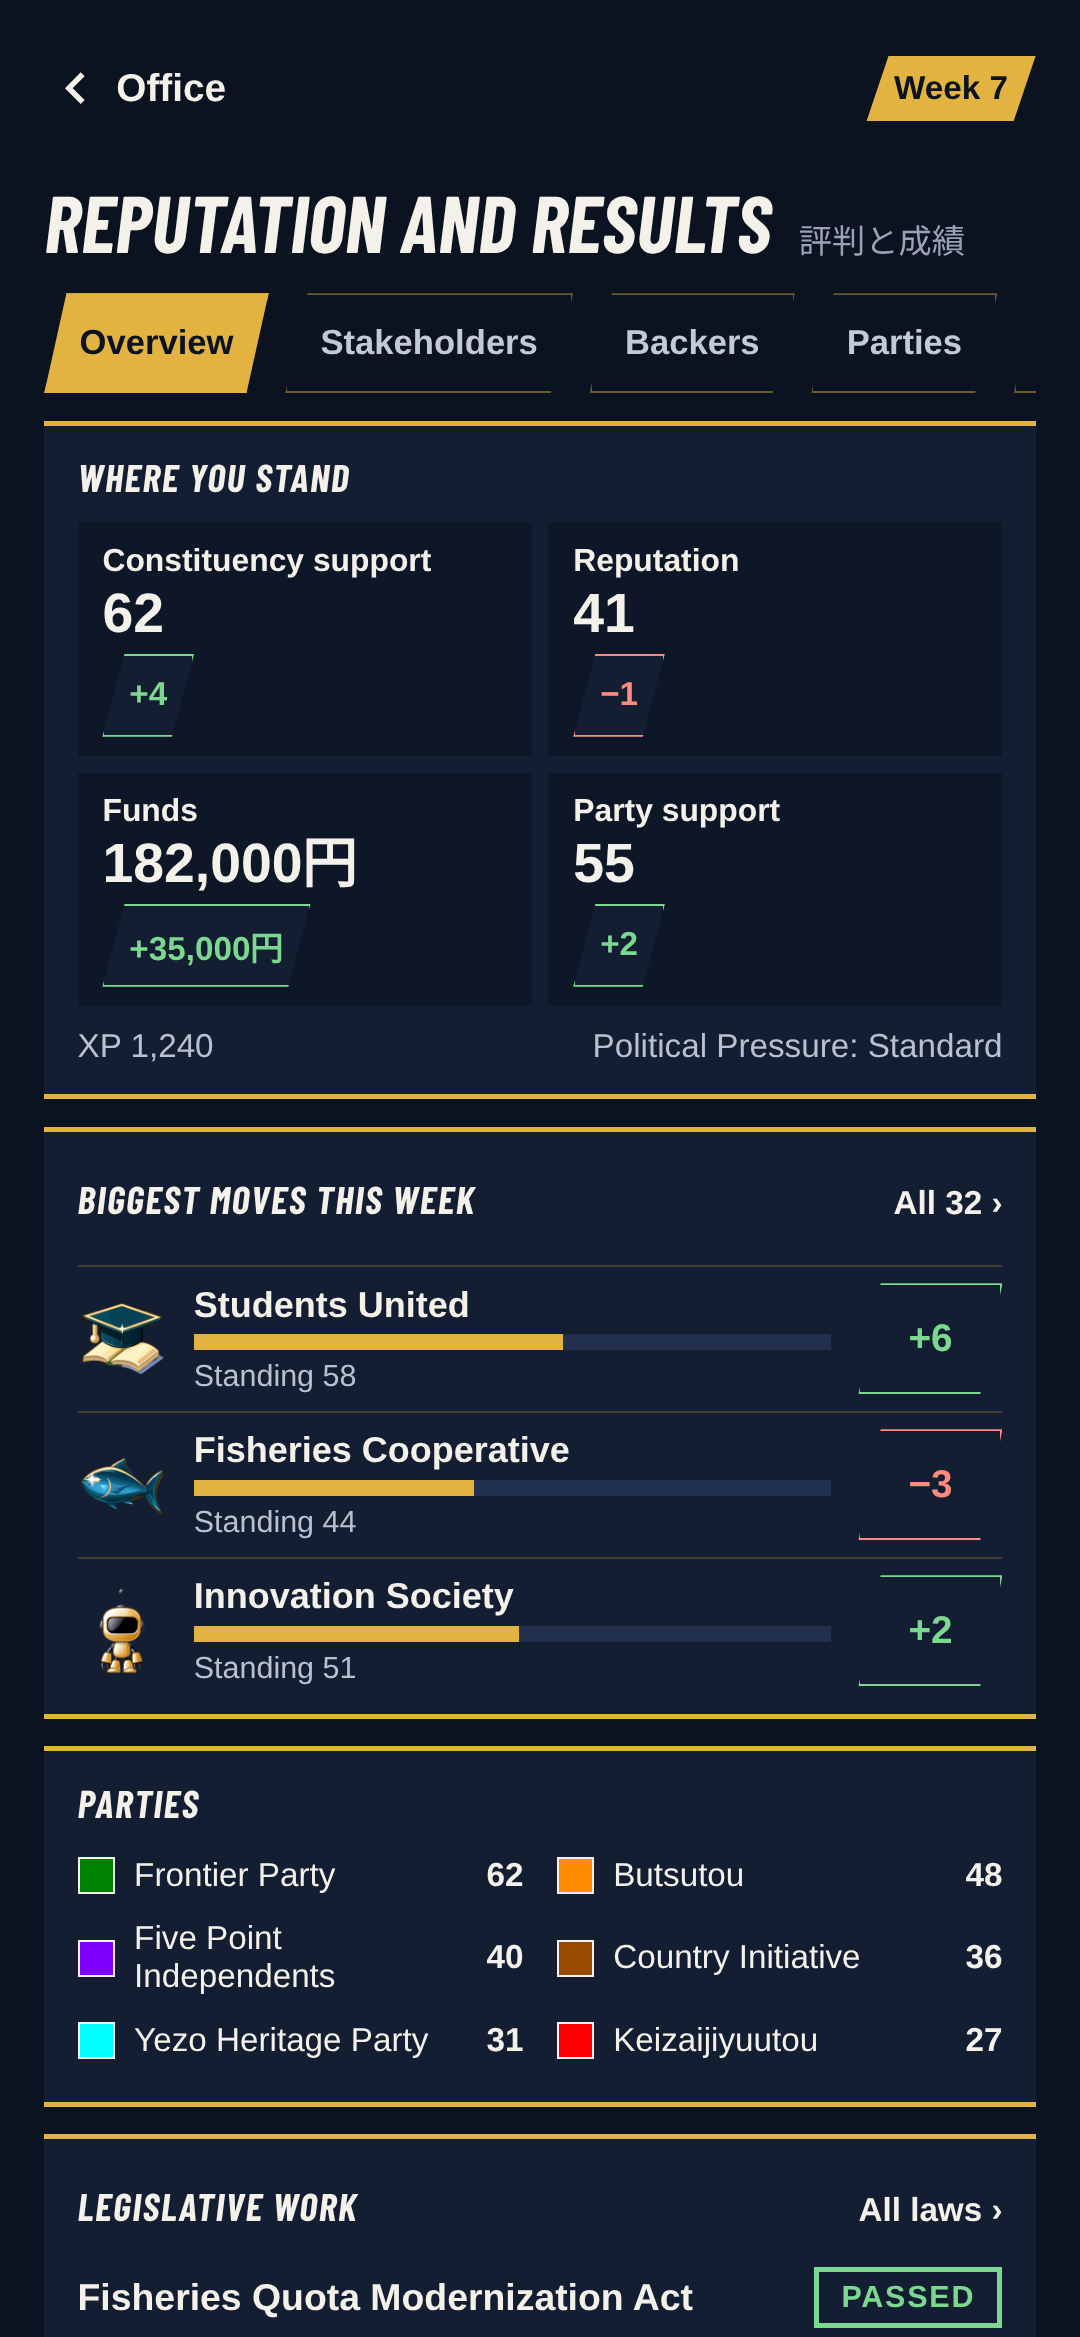 Office
Week 7
REPUTATION AND RESULTS 評判と成績
Overview
Stakeholders
Backers
Parties
WHERE YOU STAND
Constituency support
62
+4
Reputation
41
−1
Funds
182,000円
+35,000円
Party support
55
+2
XP 1,240
Political Pressure: Standard
BIGGEST MOVES THIS WEEK
All 32 ›
Students United
Standing 58
+6
Fisheries Cooperative
Standing 44
−3
Innovation Society
Standing 51
+2
PARTIES
Frontier Party 62
Butsutou 48
Five Point
Independents
40
Country Initiative 36
Yezo Heritage Party 31
Keizaijiyuutou 27
LEGISLATIVE WORK
All laws ›
Fisheries Quota Modernization Act
PASSED